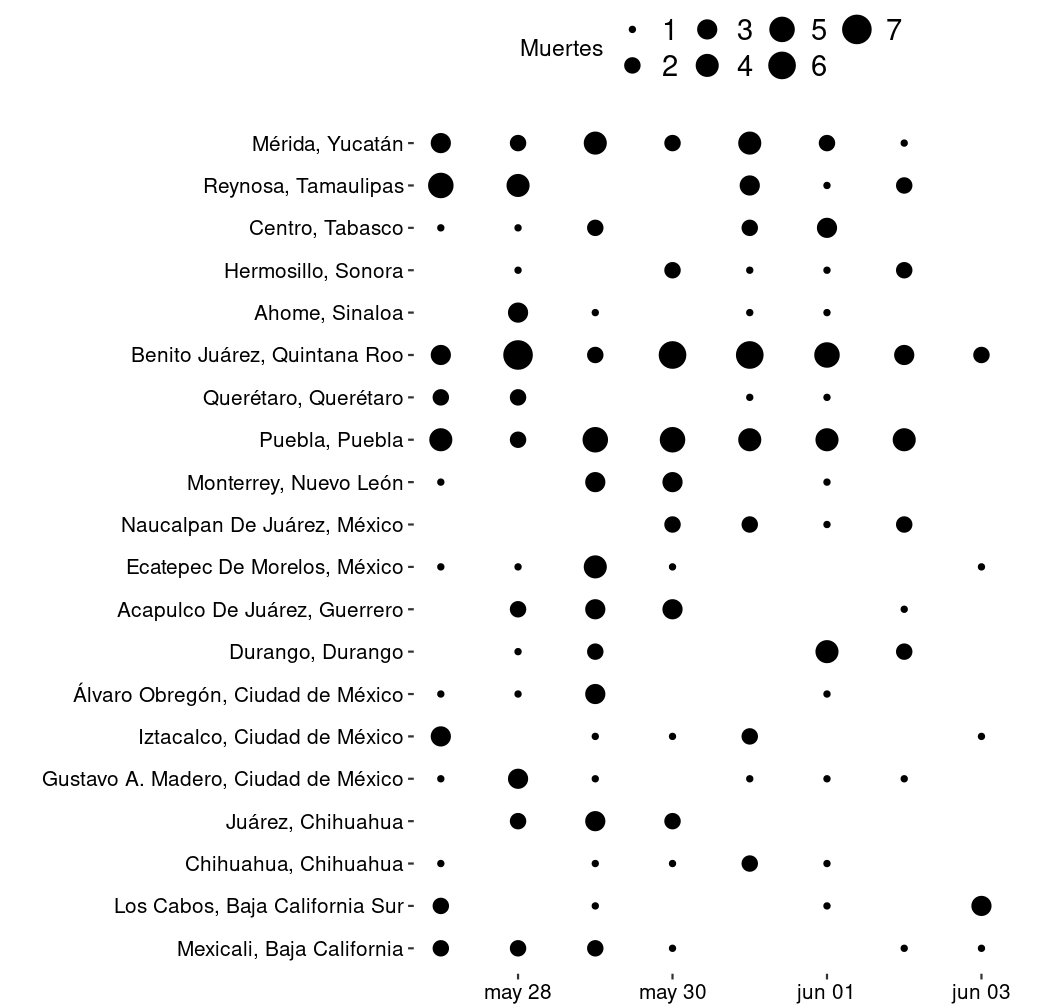 Muertes 1 3 5 7
2 4 6
Mérida, Yucatán
Reynosa, Tamaulipas
Centro, Tabasco
Hermosillo, Sonora
Ahome, Sinaloa
Benito Juárez, Quintana Roo
Querétaro, Querétaro
Puebla, Puebla
Monterrey, Nuevo León
Naucalpan De Juárez, México
Ecatepec De Morelos, México
Acapulco De Juárez, Guerrero
Durango, Durango
Álvaro Obregón, Ciudad de México
Iztacalco, Ciudad de México
Gustavo A. Madero, Ciudad de México
Juárez, Chihuahua
Chihuahua, Chihuahua
Los Cabos, Baja California Sur
Mexicali, Baja California
may 28 may 30 jun 01 jun 03